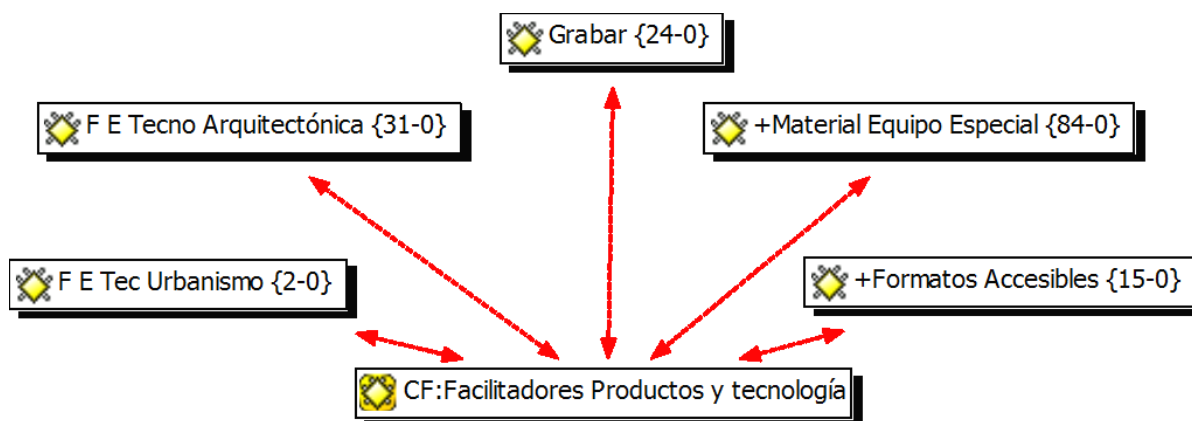 Grabar {24-0}
F E Tecno Arquitectónica {31-0}
+Material Equipo Especial {84-0}
F E Tec Urbanismo {2-0}
+Formatos Accesibles {15-0}
CF:Facilitadores Productos y tecnología